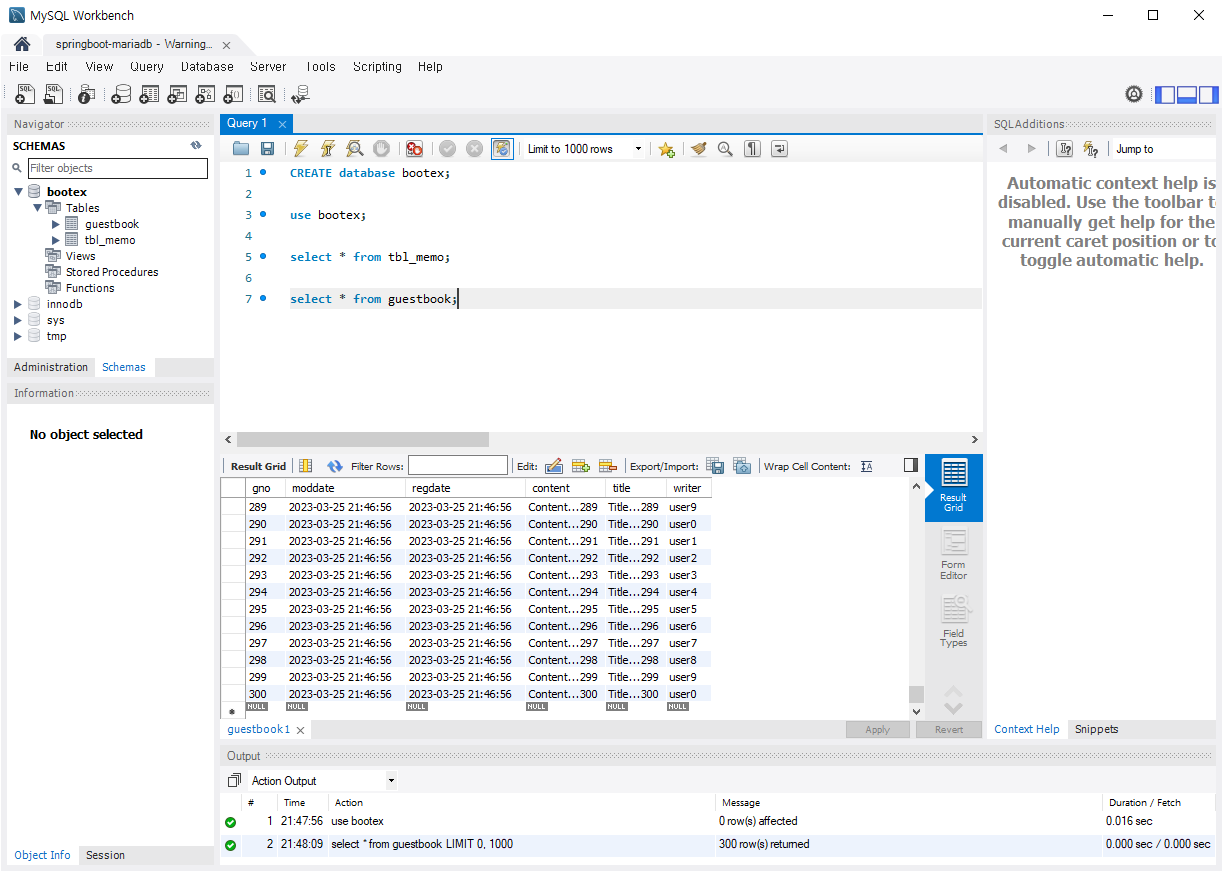 MySQL Workbench
springboot-mariadb - Warning...
File Edit View Query Database Server Tools Scripting Help
Navigator
SCHEMAS
Filter objects
bootex
Tables
guestbook
tbl_memo
Views
Stored Procedures
Functions
innodb
sys
tmp
Administration Schemas
Information
No object selected
Object Info Session
Query 1
Limit to 1000 rows
1 CREATE database bootex;
2
3 use bootex;
4
5 select * from tbl_memo;
6
7 select * from guestbook;
Result Grid Filter Rows: Edit: Export/Import: Wrap Cell Content:
gno moddate regdate content title writer
289 2023-03-25 21:46:56 2023-03-25 21:46:56 Content...289 Title...289 user9
290 2023-03-25 21:46:56 2023-03-25 21:46:56 Content...290 Title...290 user0
291 2023-03-25 21:46:56 2023-03-25 21:46:56 Content...291 Title...291 user1
292 2023-03-25 21:46:56 2023-03-25 21:46:56 Content...292 Title...292 user2
293 2023-03-25 21:46:56 2023-03-25 21:46:56 Content...293 Title...293 user3
294 2023-03-25 21:46:56 2023-03-25 21:46:56 Content...294 Title...294 user4
295 2023-03-25 21:46:56 2023-03-25 21:46:56 Content...295 Title...295 user5
296 2023-03-25 21:46:56 2023-03-25 21:46:56 Content...296 Title...296 user6
297 2023-03-25 21:46:56 2023-03-25 21:46:56 Content...297 Title...297 user7
298 2023-03-25 21:46:56 2023-03-25 21:46:56 Content...298 Title...298 user8
299 2023-03-25 21:46:56 2023-03-25 21:46:56 Content...299 Title...299 user9
300 2023-03-25 21:46:56 2023-03-25 21:46:56 Content...300 Title...300 user0
NULL NULL NULL NULL NULL NULL
Result
Grid
Form
Editor
Field
Types
guestbook1
Apply Revert
SQLAdditions
Jump to
Automatic context help is
disabled. Use the toolbar t
manually get help for the
current caret position or to
toggle automatic help.
Context Help Snippets
Output
Action Output
# Time Action Message Duration / Fetch
1 21:47:56 use bootex 0 row(s) affected 0.016 sec
2 21:48:09 select * from guestbook LIMIT 0, 1000 300 row(s) returned 0.000 sec / 0.000 sec